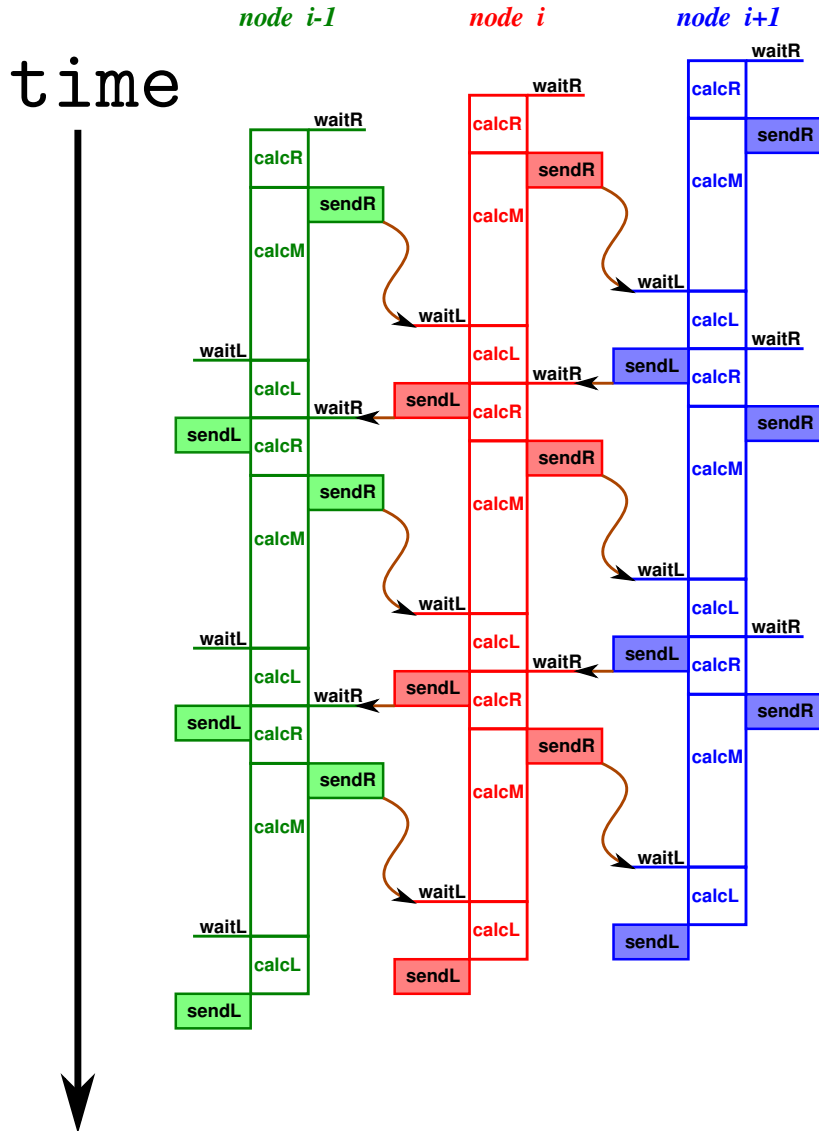 node i-1
node i
node i+1
time
waitR
calcR
sendR
calcM
waitL
calcL
waitR
sendL
calcR
sendR
calcM
waitL
calcL
waitR
sendL
calcR
sendR
calcM
waitL
calcL
sendL
waitR
calcR
sendR
calcM
waitL
calcL
waitR
sendL
calcR
sendR
calcM
waitL
calcL
waitR
sendL
calcR
sendR
calcM
waitL
calcL
sendL
waitR
calcR
sendR
calcM
waitL
calcL
waitR
sendL
calcR
sendR
calcM
waitL
calcL
waitR
sendL
calcR
sendR
calcM
waitL
calcL
sendL